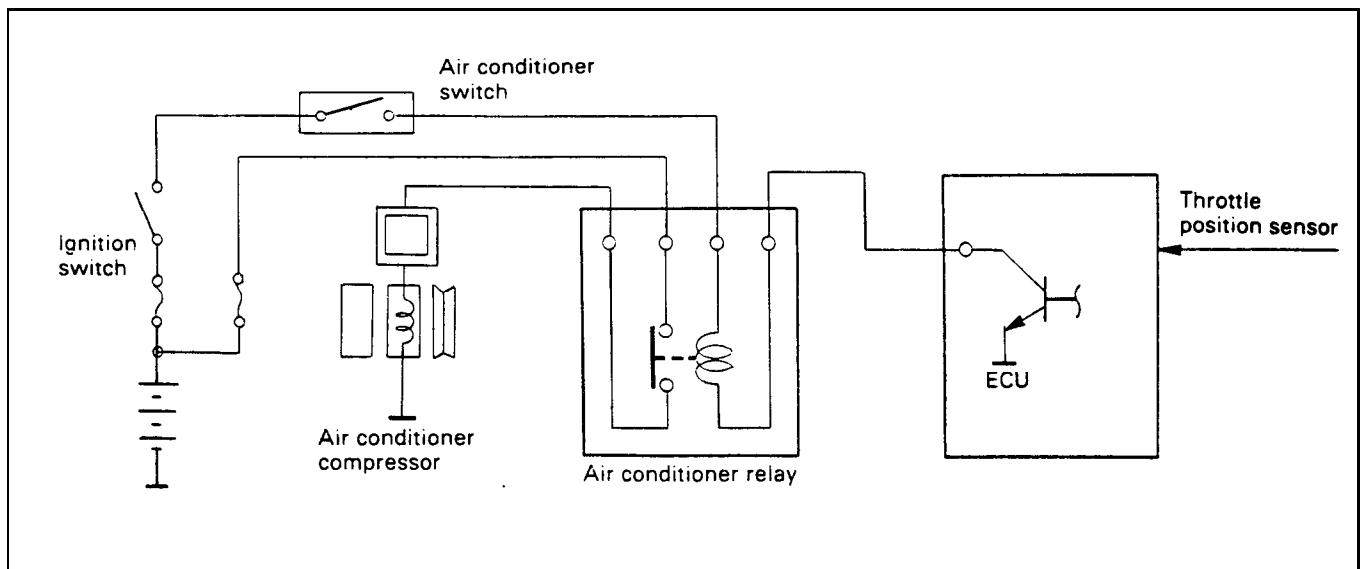 Air conditioner
switch
Ignition
switch
Throttle
position sensor
ECU
Air conditioner
compressor
Air conditioner relay